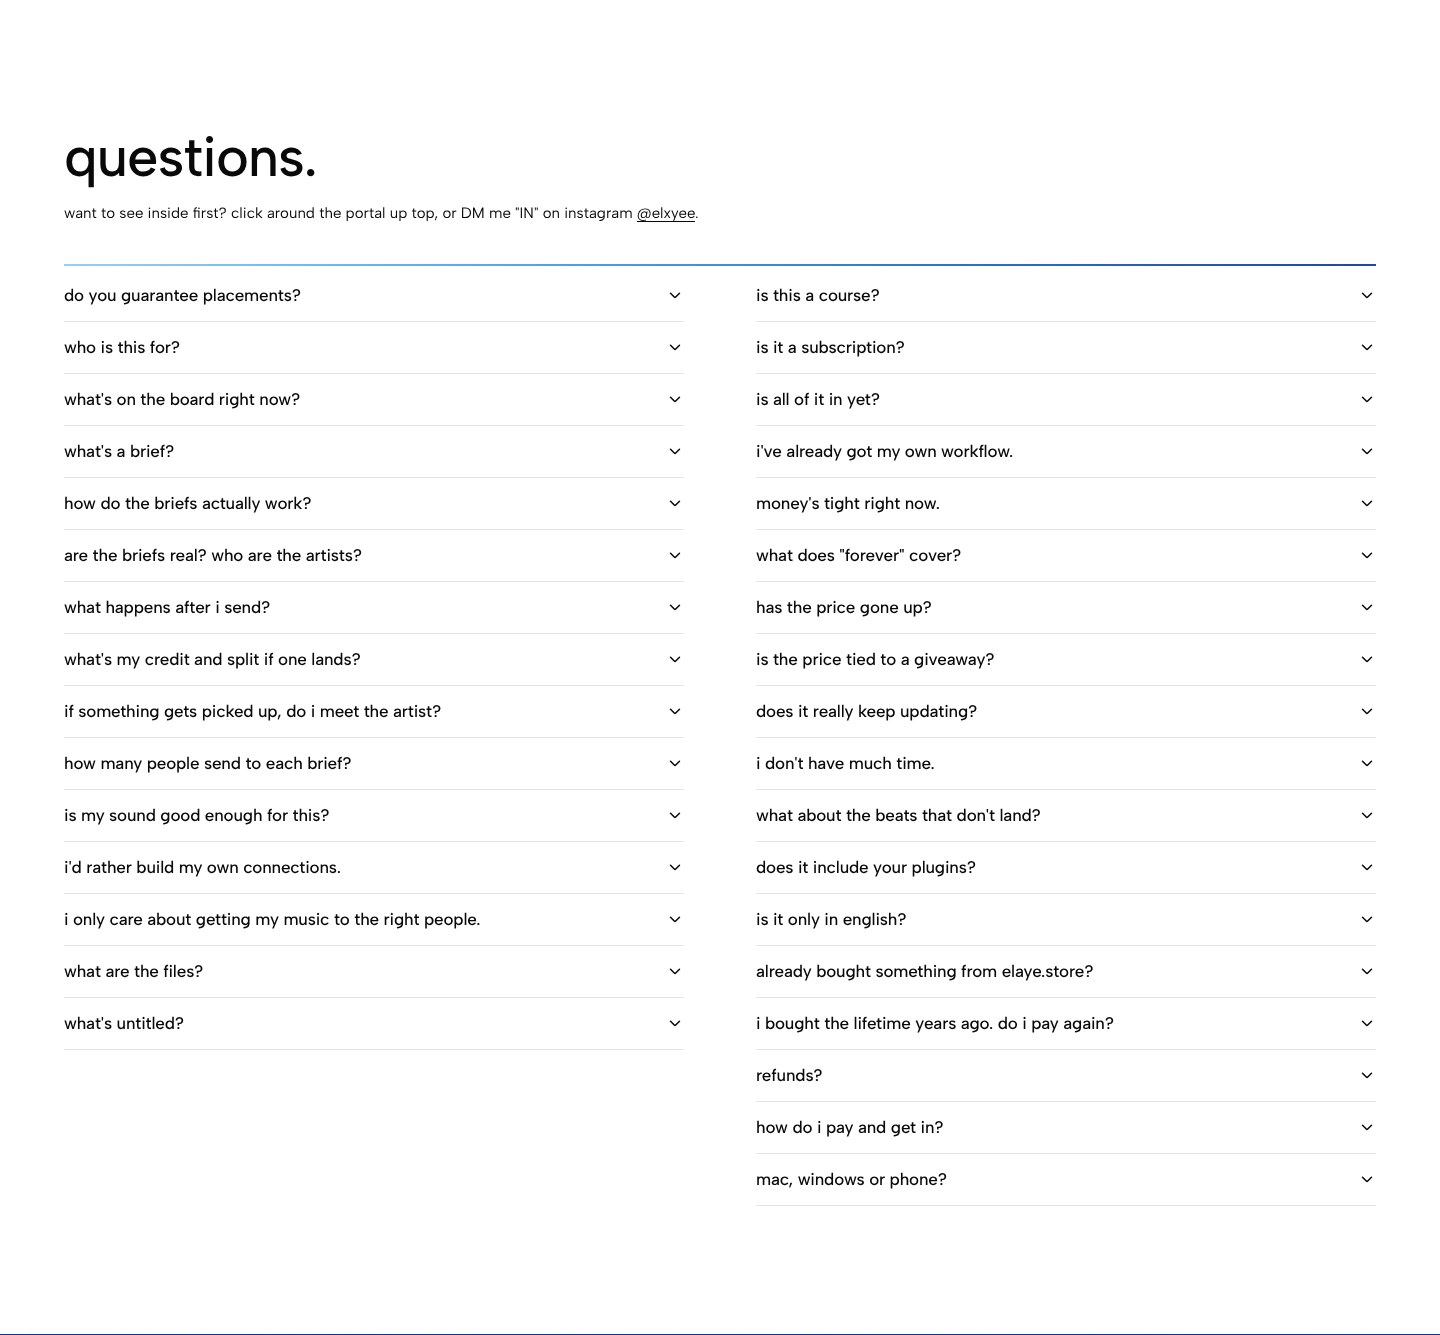 questions.
want to see inside first? click around the portal up top, or DM me "IN" on instagram @elxyee.
do you guarantee placements?
who is this for?
what's on the board right now?
what's a brief?
how do the briefs actually work?
are the briefs real? who are the artists?
what happens after i send?
what's my credit and split if one lands?
if something gets picked up, do i meet the artist?
how many people send to each brief?
is my sound good enough for this?
i'd rather build my own connections.
i only care about getting my music to the right people.
what are the files?
what's untitled?
is this a course?
is it a subscription?
is all of it in yet?
i've already got my own workflow.
money's tight right now.
what does "forever" cover?
has the price gone up?
is the price tied to a giveaway?
does it really keep updating?
i don't have much time.
what about the beats that don't land?
does it include your plugins?
is it only in english?
already bought something from elaye.store?
i bought the lifetime years ago. do i pay again?
refunds?
how do i pay and get in?
mac, windows or phone?